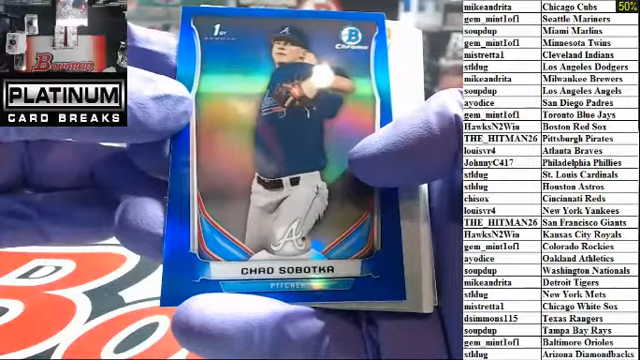 Bowman
PLATINUM
CARD BREAKS
1ST
Bowman
Chrome
CHAD SOBOTKA
PITCHER
50%
mikeandrita Chicago Cubs
gem_mint1of1 Seattle Mariners
soupdup Miami Marlins
gem_mint1of1 Minnesota Twins
mistretta1 Cleveland Indians
stldug Los Angeles Dodgers
mikeandrita Milwaukee Brewers
soupdup Los Angeles Angels
ayodice San Diego Padres
gem_mint1of1 Toronto Blue Jays
HawksN2Win Boston Red Sox
THE_HITMAN26 Pittsburgh Pirates
louisvr4 Atlanta Braves
JohnnyC417 Philadelphia Phillies
stldug St. Louis Cardinals
stldug Houston Astros
chisox Cincinnati Reds
louisvr4 New York Yankees
THE_HITMAN26 San Francisco Giants
HawksN2Win Kansas City Royals
gem_mint1of1 Colorado Rockies
ayodice Oakland Athletics
soupdup Washington Nationals
mikeandrita Detroit Tigers
stldug New York Mets
mistretta1 Chicago White Sox
dsimmons115 Texas Rangers
soupdup Tampa Bay Rays
gem_mint1of1 Baltimore Orioles
stldug Arizona Diamondbacks